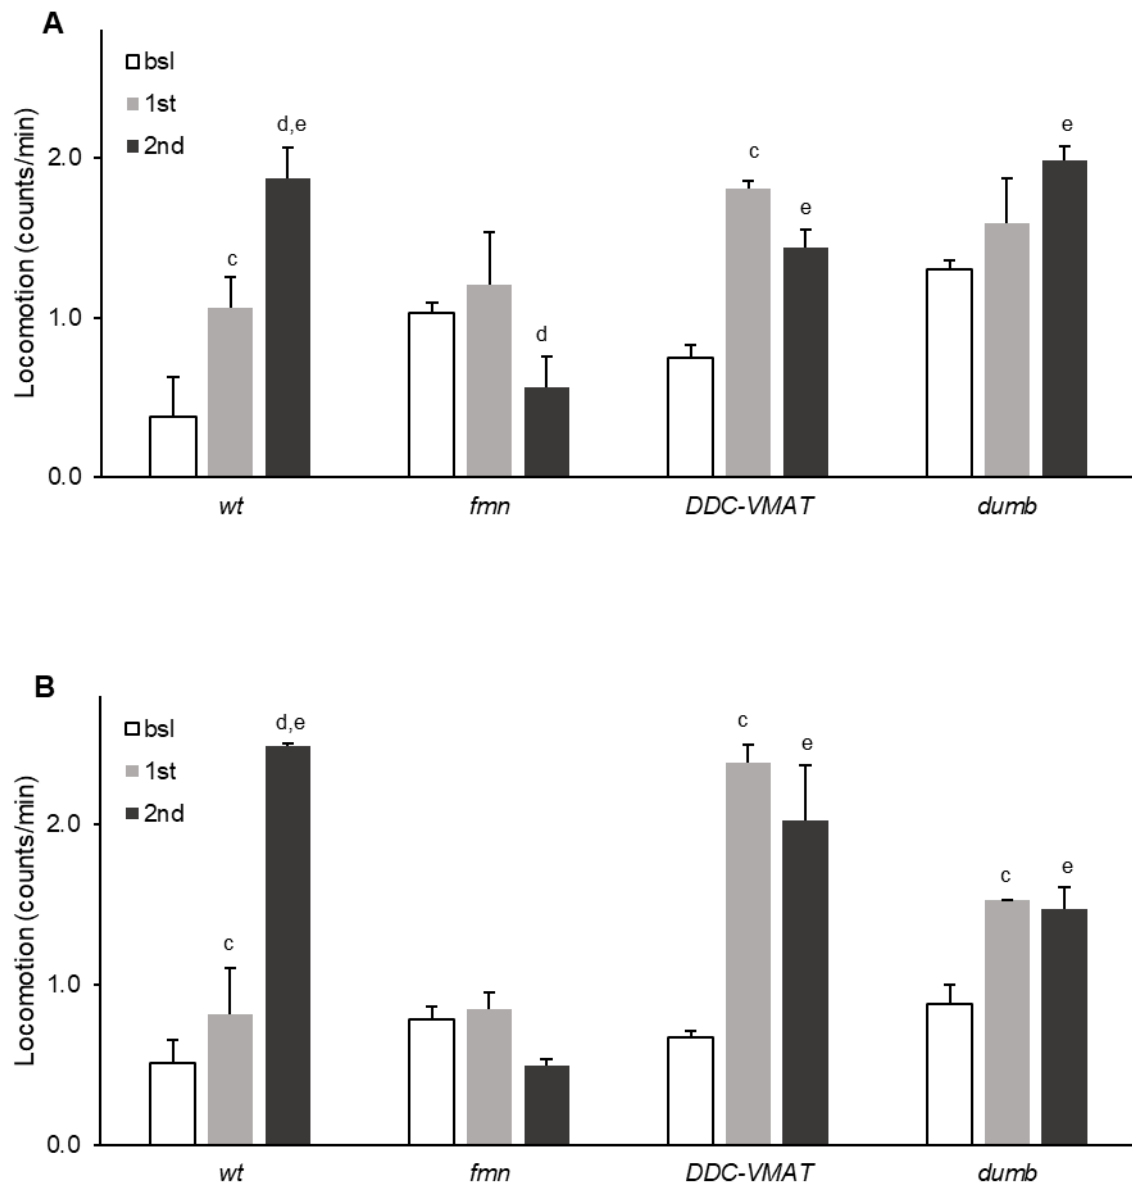 A
bsl
1st
2nd
Locomotion (counts/min)
2.0
1.0
0.0
c
d,e
d
c
e
e
wt
fmn
DDC-VMAT
dumb
B
bsl
1st
2nd
Locomotion (counts/min)
2.0
1.0
0.0
c
d,e
c
e
c
e
wt
fmn
DDC-VMAT
dumb